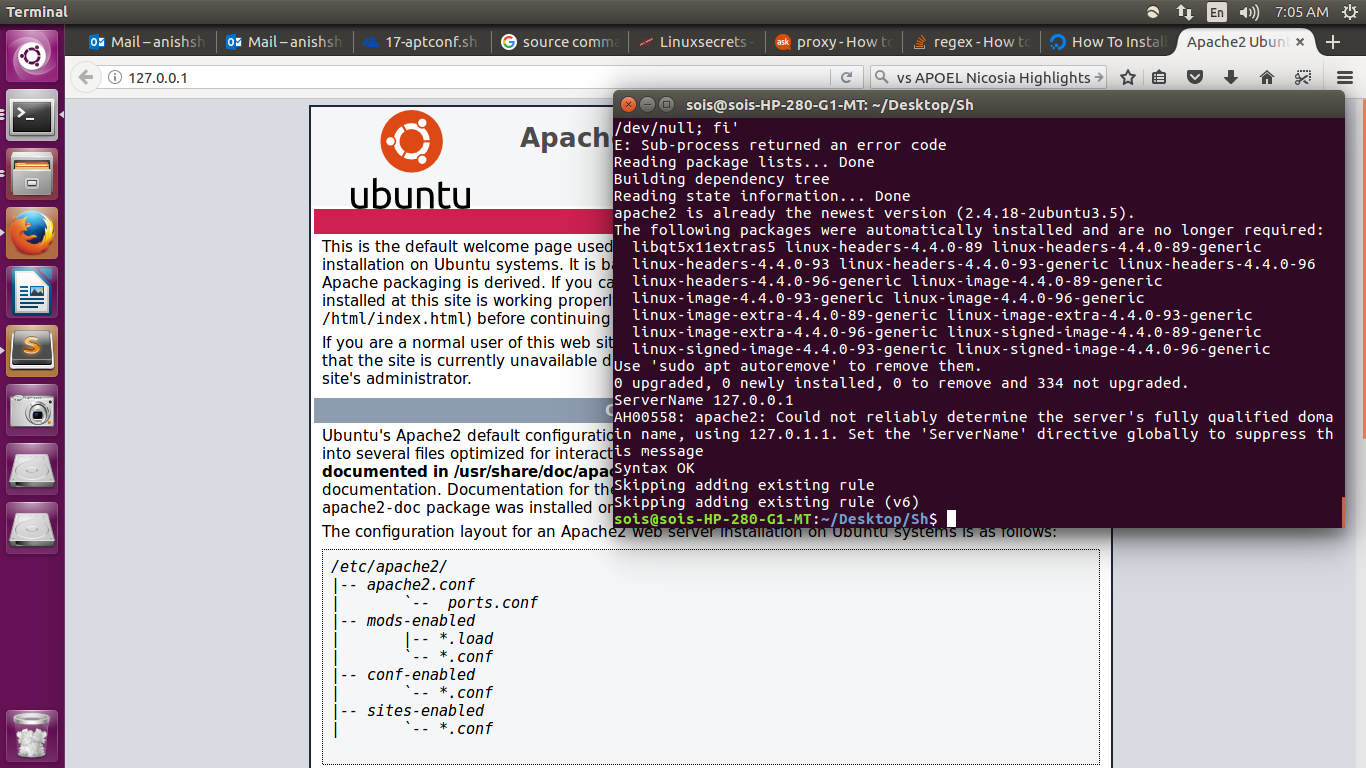 Terminal
En
7:05 AM
Mail – anishsh
Mail – anishsh
17-aptconf.sh
source comma
Linuxsecrets -
ask proxy - How to
regex - How to
How To Instal
Apache2 Ubun
127.0.0.1
vs APOEL Nicosia Highlights
ubuntu
Apache
This is the default welcome page used
installation on Ubuntu systems. It is ba
Apache packaging is derived. If you ca
installed at this site is working properl
/html/index.html) before continuing
If you are a normal user of this web sit
that the site is currently unavailable d
site's administrator.
Ubuntu's Apache2 default configuratio
into several files optimized for interact
documented in /usr/share/doc/apac
documentation. Documentation for the
apache2-doc package was installed on
The configuration layout for an Apache2 web server installation on Ubuntu systems is as follows:
/etc/apache2/
|-- apache2.conf
|       `--  ports.conf
|-- mods-enabled
|       |-- *.load
|       `-- *.conf
|-- conf-enabled
|       `-- *.conf
|-- sites-enabled
|       `-- *.conf
sois@sois-HP-280-G1-MT: ~/Desktop/Sh
/dev/null; fi'
E: Sub-process returned an error code
Reading package lists... Done
Building dependency tree
Reading state information... Done
apache2 is already the newest version (2.4.18-2ubuntu3.5).
The following packages were automatically installed and are no longer required:
  libqt5x11extras5 linux-headers-4.4.0-89 linux-headers-4.4.0-89-generic
  linux-headers-4.4.0-93 linux-headers-4.4.0-93-generic linux-headers-4.4.0-96
  linux-headers-4.4.0-96-generic linux-image-4.4.0-89-generic
  linux-image-4.4.0-93-generic linux-image-4.4.0-96-generic
  linux-image-extra-4.4.0-89-generic linux-image-extra-4.4.0-93-generic
  linux-image-extra-4.4.0-96-generic linux-signed-image-4.4.0-89-generic
  linux-signed-image-4.4.0-93-generic linux-signed-image-4.4.0-96-generic
Use 'sudo apt autoremove' to remove them.
0 upgraded, 0 newly installed, 0 to remove and 334 not upgraded.
ServerName 127.0.0.1
AH00558: apache2: Could not reliably determine the server's fully qualified doma
in name, using 127.0.1.1. Set the 'ServerName' directive globally to suppress th
is message
Syntax OK
Skipping adding existing rule
Skipping adding existing rule (v6)
sois@sois-HP-280-G1-MT:~/Desktop/Sh$